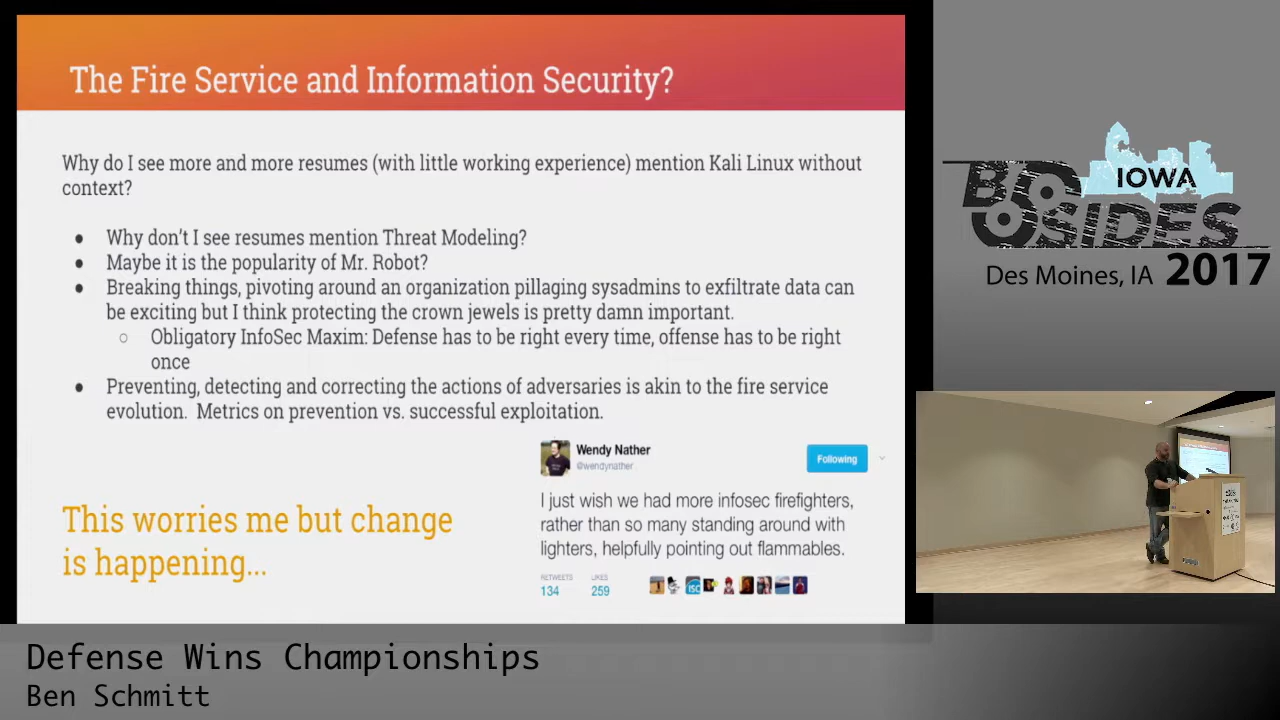 The Fire Service and Information Security?
Why do I see more and more resumes (with little working experience) mention Kali Linux without
context?
● Why don't I see resumes mention Threat Modeling?
● Maybe it is the popularity of Mr. Robot?
● Breaking things, pivoting around an organization pillaging sysadmins to exfiltrate data can
be exciting but I think protecting the crown jewels is pretty damn important.
○ Obligatory InfoSec Maxim: Defense has to be right every time, offense has to be right
once
● Preventing, detecting and correcting the actions of adversaries is akin to the fire service
evolution. Metrics on prevention vs. successful exploitation.
This worries me but change
is happening...
Wendy Nather
@wendynather
Following
I just wish we had more infosec firefighters,
rather than so many standing around with
lighters, helpfully pointing out flammables.
RETWEETS LIKES
134 259
ISC
BSIDES
IOWA
Des Moines, IA 2017
Defense Wins Championships
Ben Schmitt